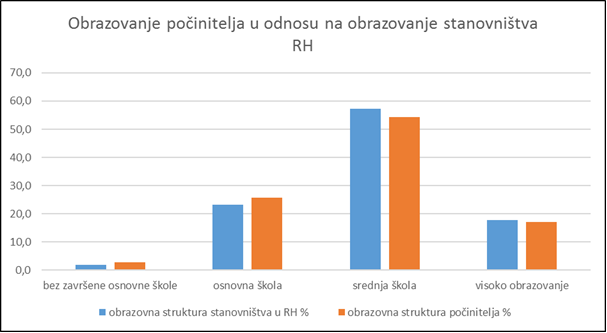 Obrazovanje počinitelja u odnosu na obrazovanje stanovništva
RH
70,0
60,0
50,0
40,0
30,0
20,0
10,0
0,0
bez završene osnovne škole osnovna škola srednja škola visoko obrazovanje
obrazovna struktura stanovništva u RH % obrazovna struktura počinitelja %